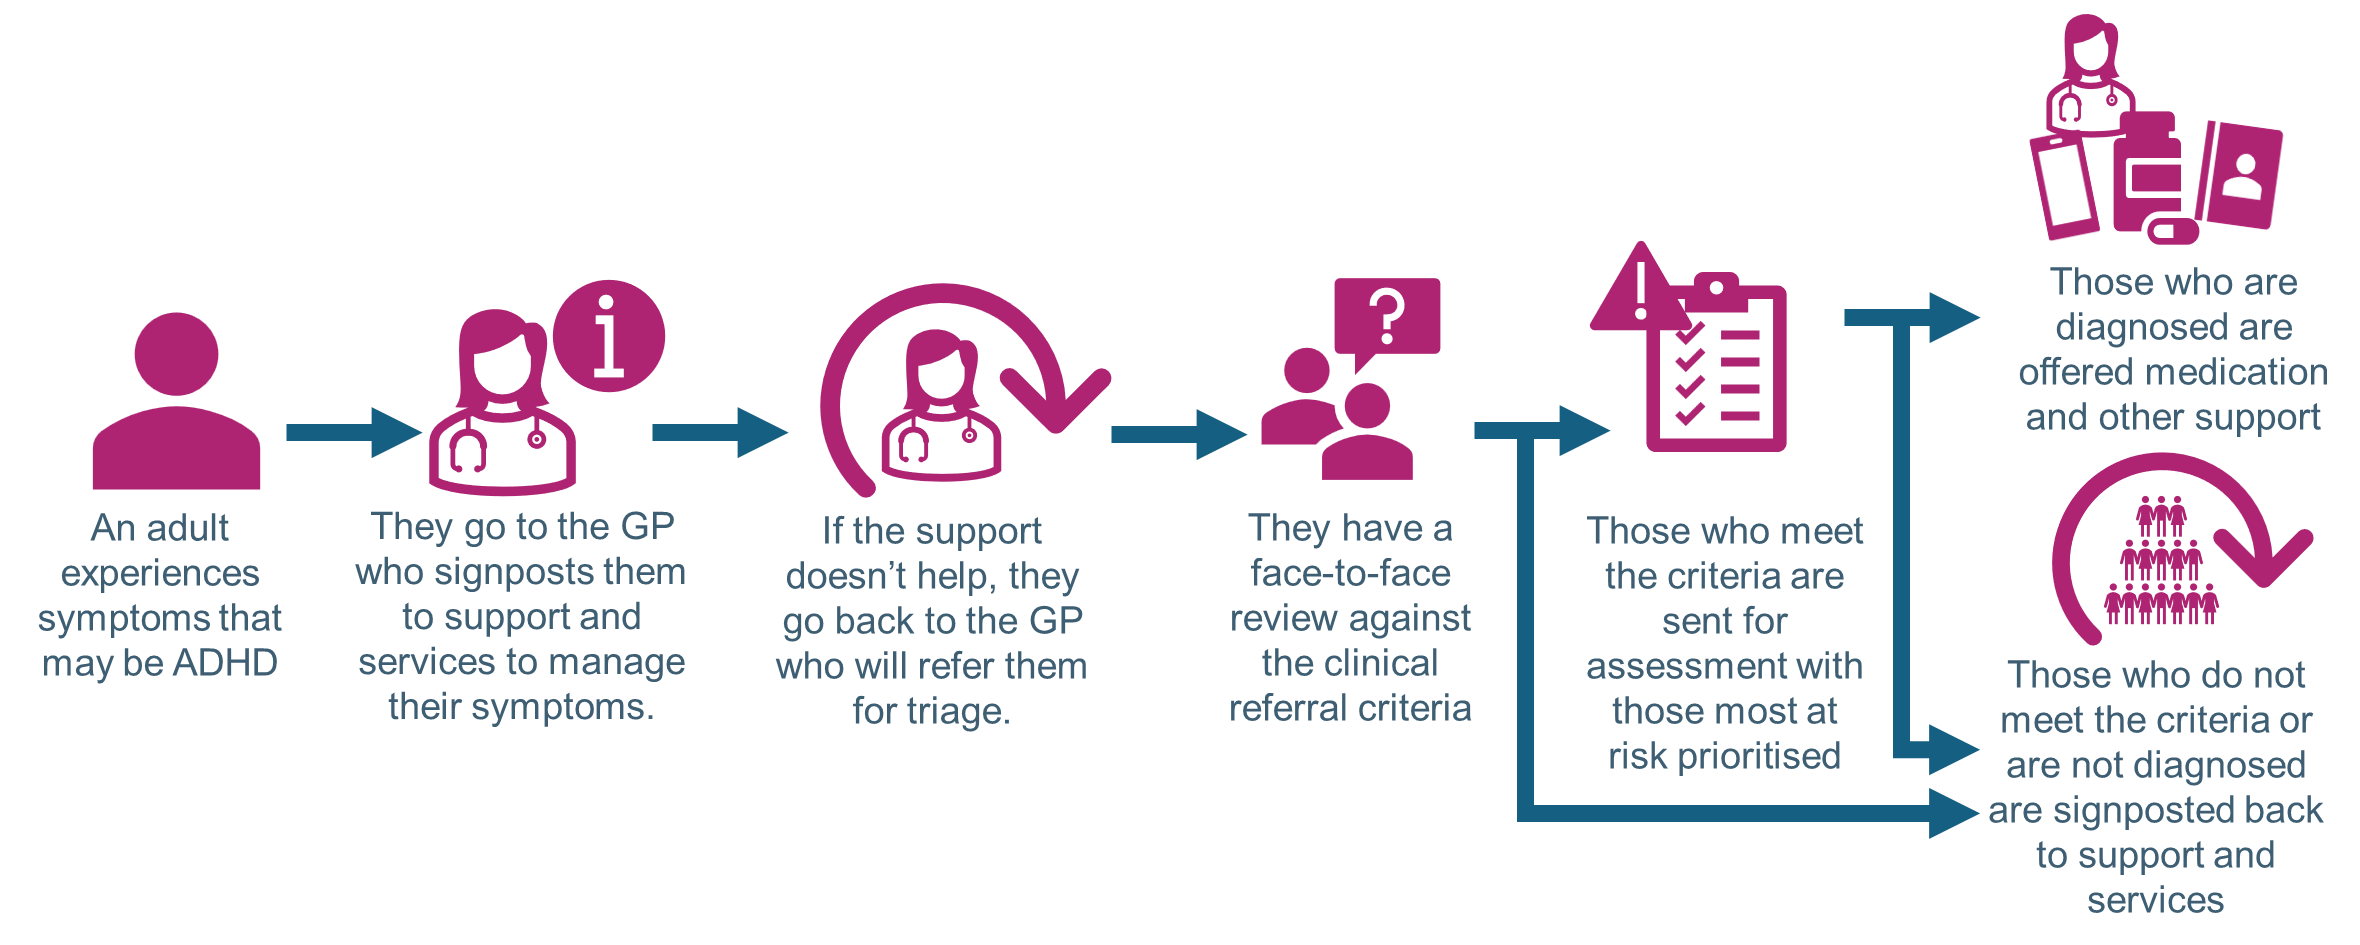 An adult
experiences
symptoms that
may be ADHD
They go to the GP
who signposts them
to support and
services to manage
their symptoms.
If the support
doesn’t help, they
go back to the GP
who will refer them
for triage.
They have a
face-to-face
review against
the clinical
referral criteria
Those who meet
the criteria are
sent for
assessment with
those most at
risk prioritised
Those who are
diagnosed are
offered medication
and other support
Those who do not
meet the criteria or
are not diagnosed
are signposted back
to support and
services